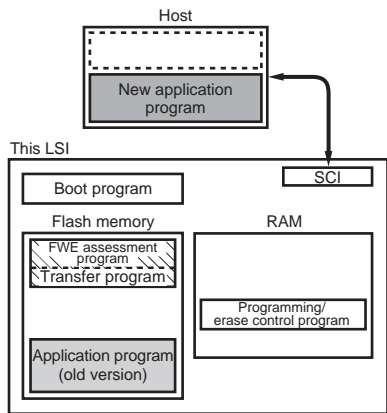 Host
New application
program
This LSI
SCI
Boot program
Flash memory
RAM
FWE assessment
program
Transfer program
Programming/
erase control program
Application program
(old version)